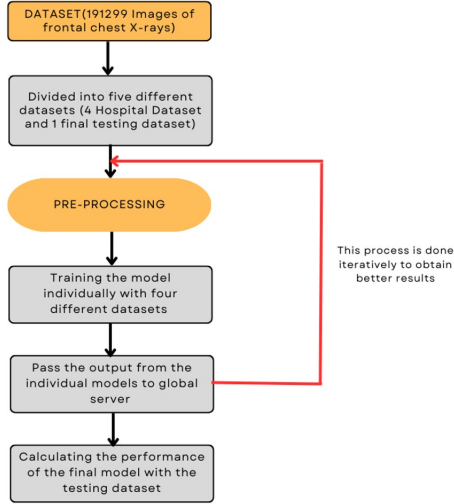 DATASET(191299 Images of
frontal chest X-rays)
Divided into five different
datasets (4 Hospital Dataset
and 1 final testing dataset)
PRE-PROCESSING
This process is done
iteratively to obtain
better results
Training the model
individually with four
different datasets
Pass the output from the
individual models to global
server
Calculating the performance
of the final model with the
testing dataset